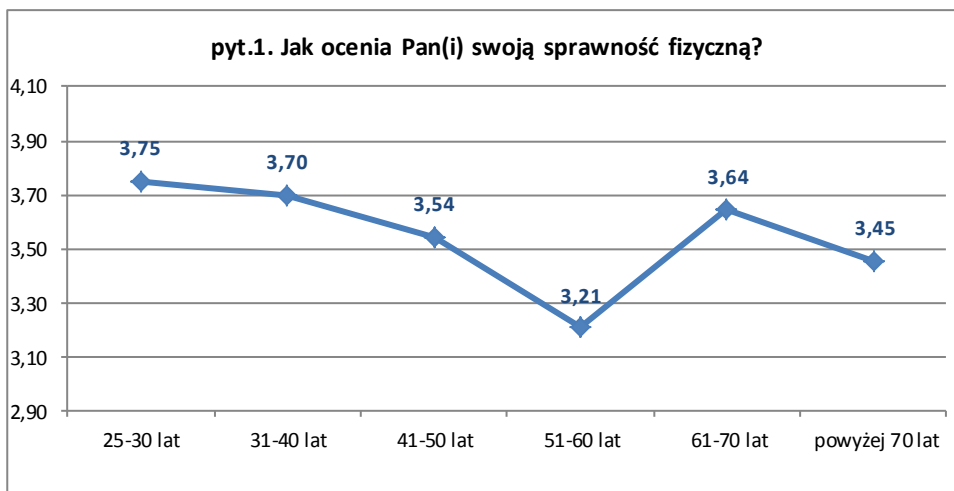 pyt.1. Jak ocenia Pan(i) swoją sprawność fizyczną?
4,10
3,90
3,70
3,50
3,30
3,10
2,90
3,75
3,70
3,54
3,21
3,64
3,45
25-30 lat
31-40 lat
41-50 lat
51-60 lat
61-70 lat
powyżej 70 lat